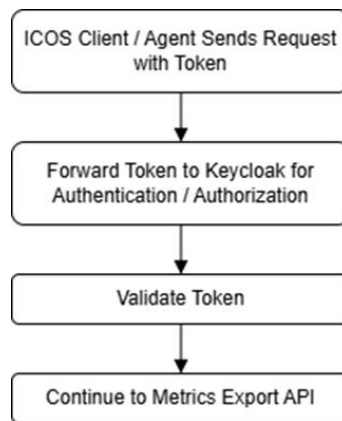 ICOS Client / Agent Sends Request
with Token
Forward Token to Keycloak for
Authentication / Authorization
Validate Token
Continue to Metrics Export API